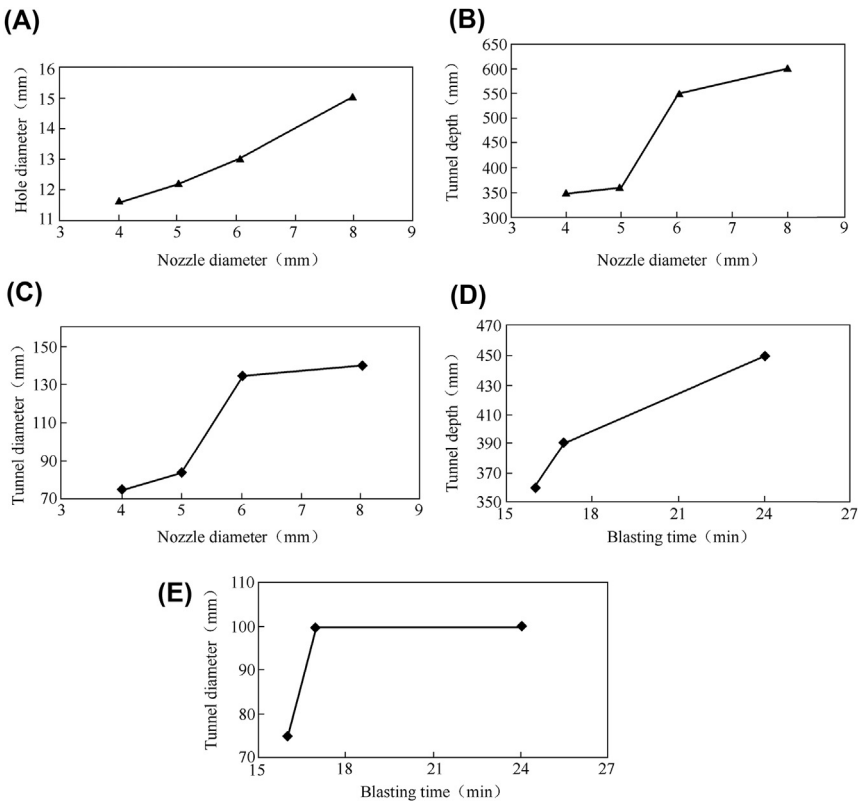 (A)
Hole diameter（mm）
16
15
14
13
12
11
3 4 5 6 7 8 9
Nozzle diameter（mm）
(B)
Tunnel depth（mm）
650
600
550
500
450
400
350
300
3 4 5 6 7 8 9
Nozzle diameter（mm）
(C)
Tunnel diameter（mm）
150
130
110
90
70
3 4 5 6 7 8 9
Nozzle diameter（mm）
(D)
Tunnel depth（mm）
470
450
430
410
390
370
350
15 18 21 24 27
Blasting time（min）
(E)
Tunnel diameter（mm）
110
100
90
80
70
15 18 21 24 27
Blasting time（min）